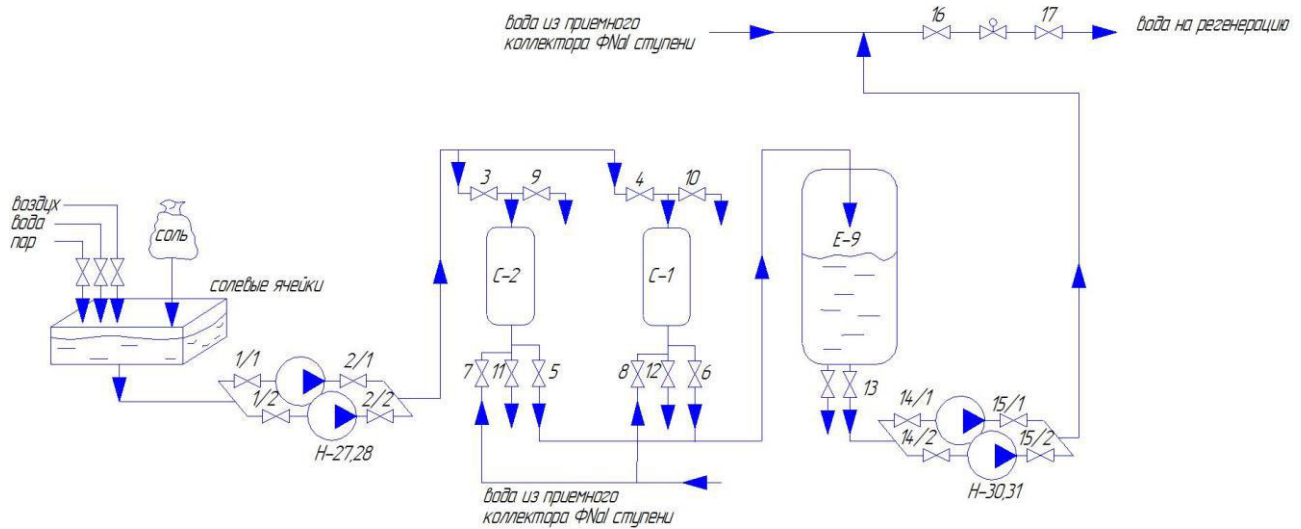 вода из приемного
коллектора ФNaI ступени
16
17
вода на регенерацию
воздух
вода
пар
соль
солевые ячейки
3
9
4
10
С-2
С-1
Е-9
1/1
2/1
1/2
2/2
Н-27,28
7
11
5
8
12
6
13
14/1
15/1
14/2
15/2
Н-30,31
вода из приемного
коллектора ФNaI ступени